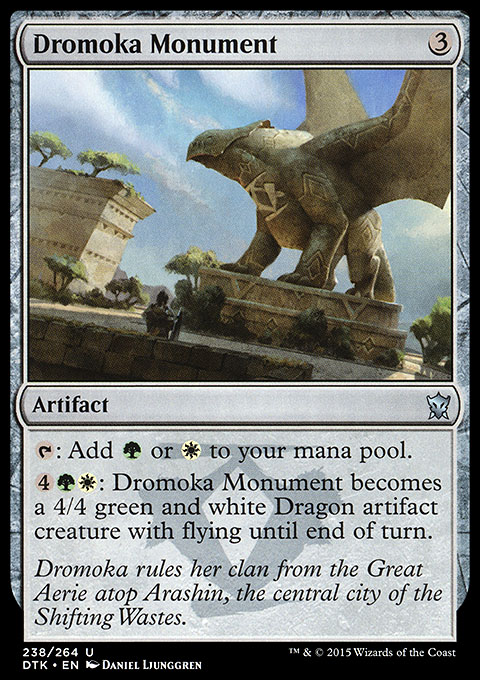 Dromoka Monument 3
Artifact
: Add or to your mana pool.
4: Dromoka Monument becomes
a 4/4 green and white Dragon artifact
creature with flying until end of turn.
Dromoka rules her clan from the Great
Aerie atop Arashin, the central city of the
Shifting Wastes.
238/264 U
DTK • EN Daniel Ljunggren
™ & © 2015 Wizards of the Coast